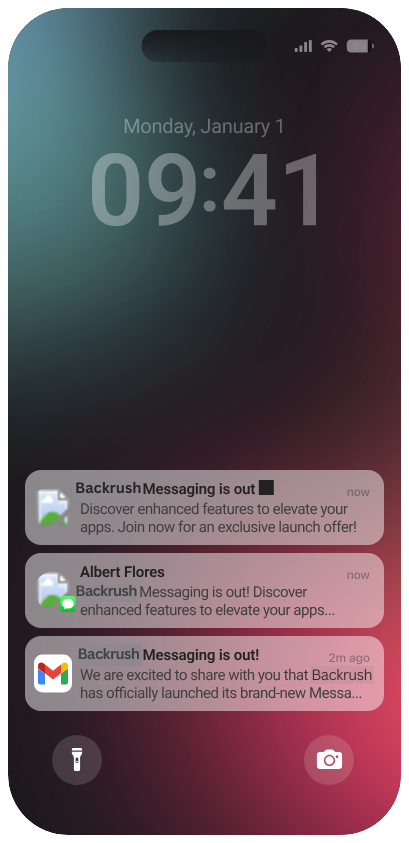 Monday, January 1
09:41
Backrush Messaging is out
now
Discover enhanced features to elevate your
apps. Join now for an exclusive launch offer!
Albert Flores
now
Backrush Messaging is out! Discover
enhanced features to elevate your apps...
Backrush Messaging is out!
2m ago
We are excited to share with you that Backrush
has officially launched its brand-new Messa...